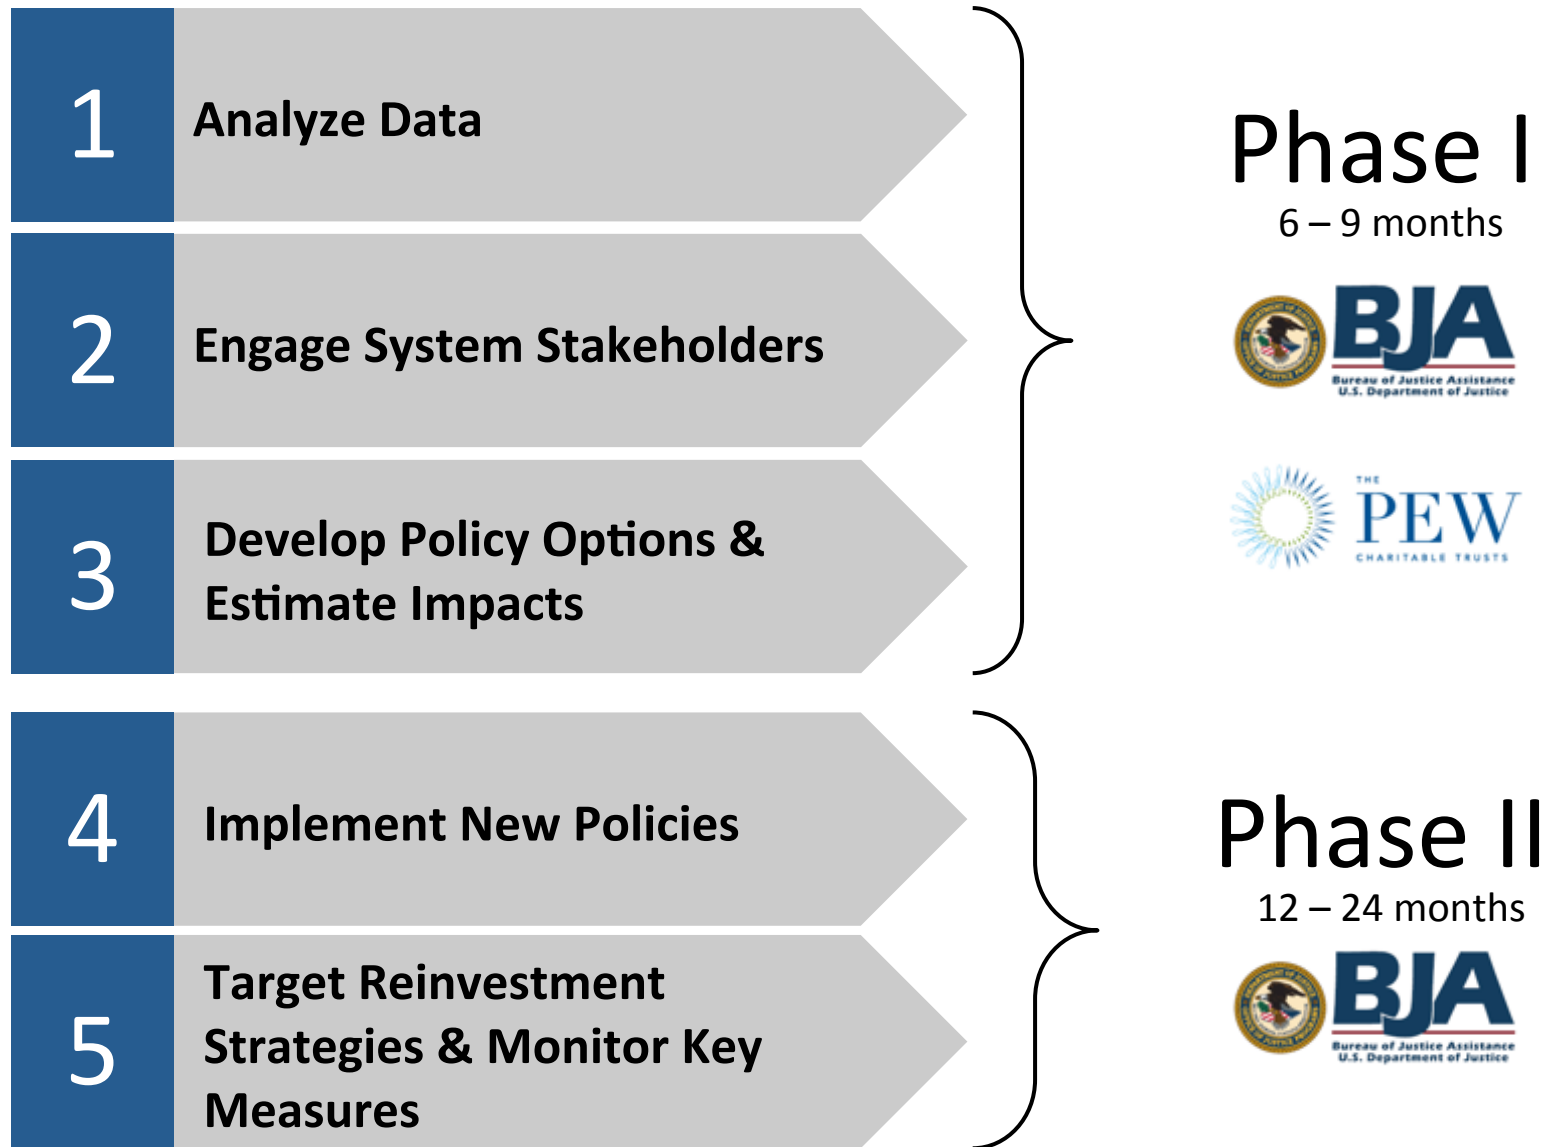 1
Analyze Data
2
Engage System Stakeholders
3
Develop Policy Options &
Estimate Impacts
Phase I
6 – 9 months
BJA
Bureau of Justice Assistance
U.S. Department of Justice
THE
PEW
CHARITABLE TRUSTS
4
Implement New Policies
5
Target Reinvestment
Strategies & Monitor Key
Measures
Phase II
12 – 24 months
BJA
Bureau of Justice Assistance
U.S. Department of Justice